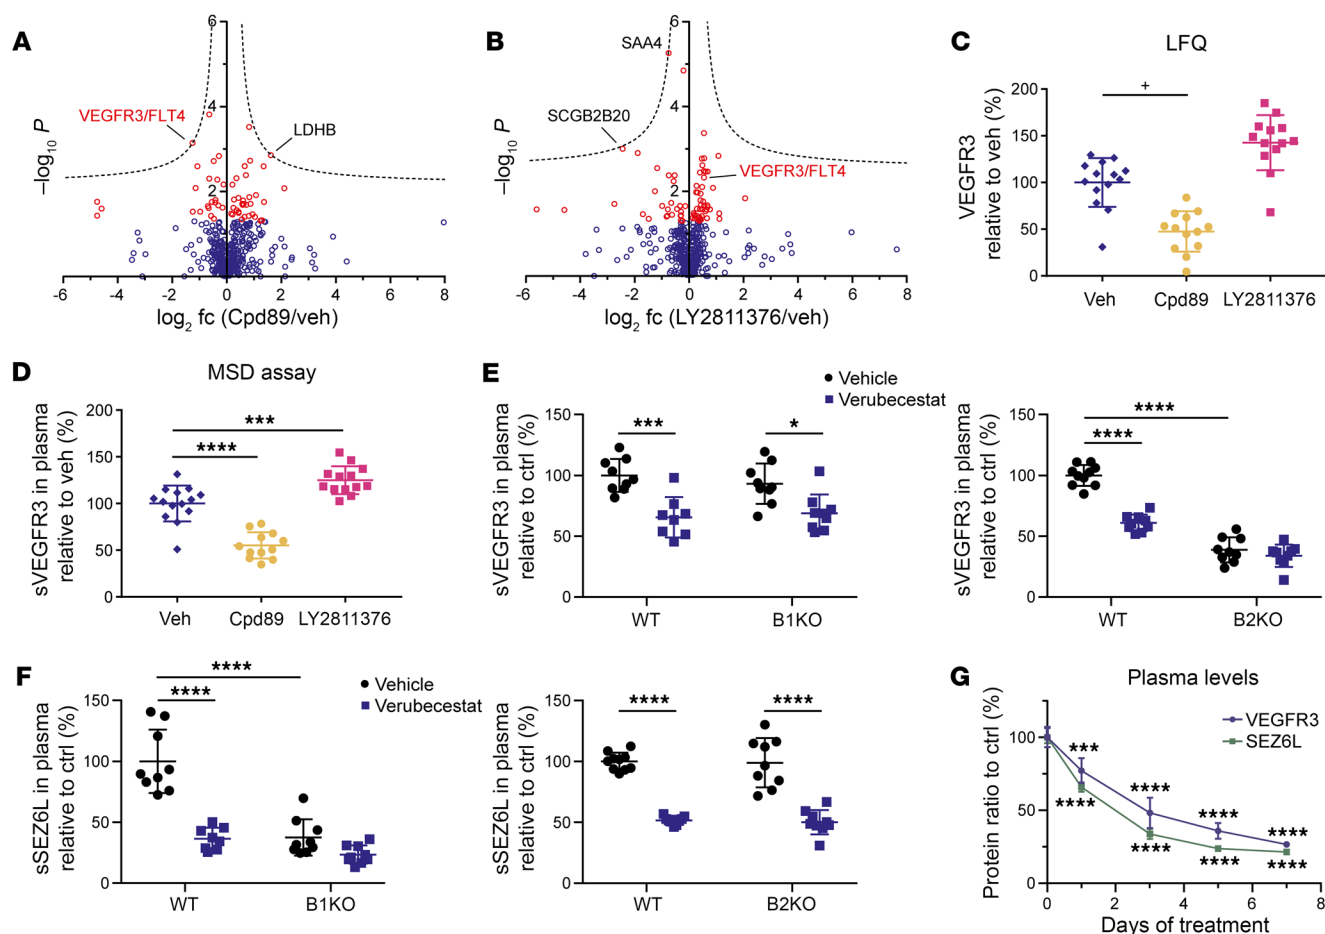 A
6
4
2
VEGFR3/FLT4
LDHB
–log10 P
-6 -4 -2 0 2 4 6 8
log2 fc (Cpd89/veh)
B
6
4
2
SAA4
SCGB2B20
VEGFR3/FLT4
–log10 P
-6 -4 -2 0 2 4 6 8
log2 fc (LY2811376/veh)
C
LFQ
VEGFR3
relative to veh (%)
200
150
100
50
0
+
Veh Cpd89 LY2811376
D
MSD assay
sVEGFR3 in plasma
relative to veh (%)
200
150
100
50
0
***
****
Veh Cpd89 LY2811376
E
Vehicle
Verubecestat
sVEGFR3 in plasma
relative to ctrl (%)
150
100
50
0
*** *
WT B1KO
sVEGFR3 in plasma
relative to ctrl (%)
150
100
50
0
****
****
WT B2KO
F
Vehicle
Verubecestat
sSEZ6L in plasma
relative to ctrl (%)
150
100
50
0
****
****
WT B1KO
sSEZ6L in plasma
relative to ctrl (%)
150
100
50
0
**** ****
WT B2KO
G
Plasma levels
VEGFR3
SEZ6L
Protein ratio to ctrl (%)
100
50
0
*** **** **** ****
**** **** **** ****
0 2 4 6 8
Days of treatment